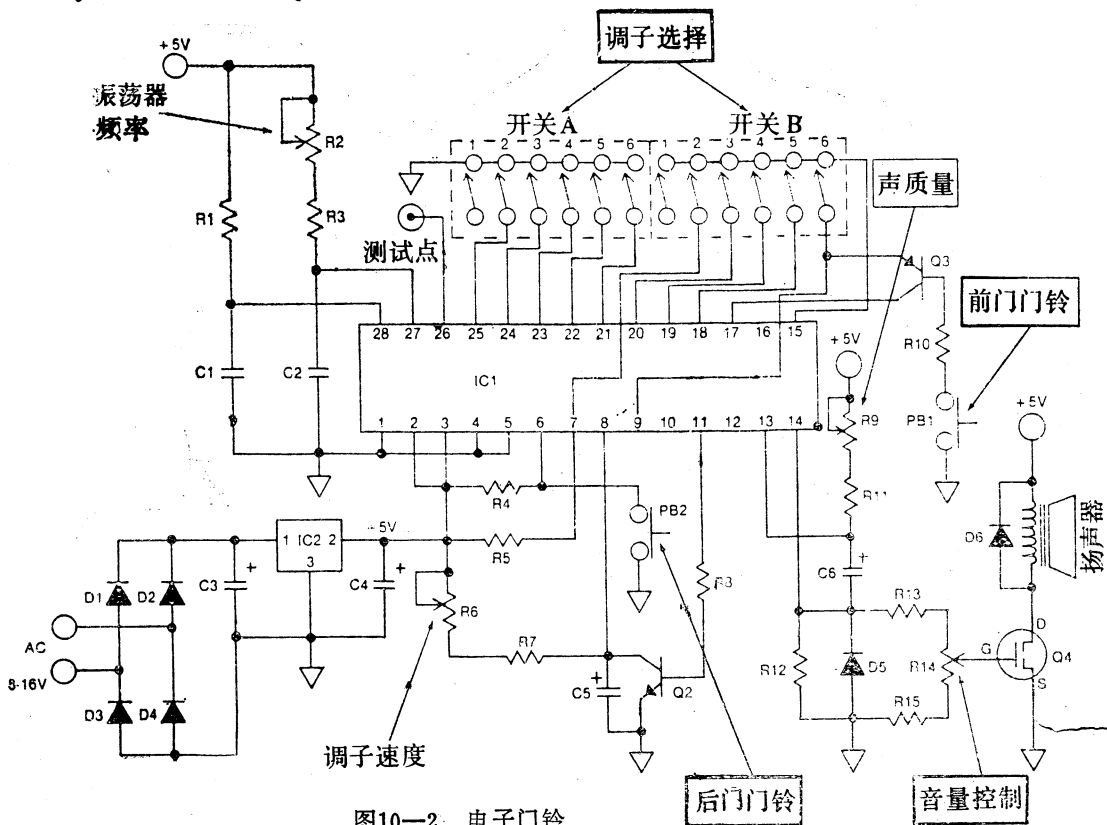 调子选择
+5V
振荡器
频率
开关A
开关B
1 2 3 4 5 6
1 2 3 4 5 6
R2
声质量
R1
R3
测试点
Q3
前门门铃
28 27 26 25 24 23 22 21 20 19 18 17 16 15
R10
+5V
C1
C2
IC1
R9
PB1
+5V
1 2 3 4 5 6 7 8 9 10 11 12 13 14
R4
PB2
R11
D6
扬声器
1 IC2 2
3
+5V
R5
D1
D2
C3
+
C4
+
R6
R8
C6
+
R13
AC
8-16V
R7
R12
D5
R14
G
D
Q4
S
D3
D4
C5
+
Q2
R15
调子速度
后门门铃
音量控制
图10—2 电子门铃